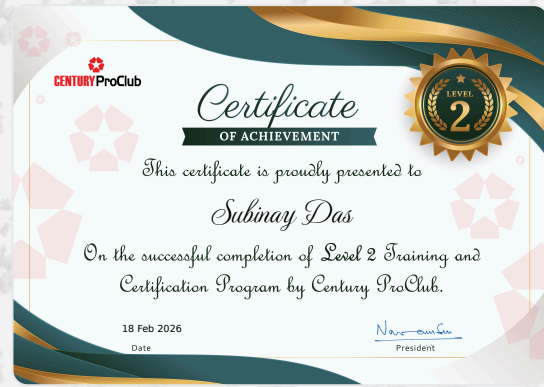 CENTURY ProClub
LEVEL
2
Certificate
OF ACHIEVEMENT
This certificate is proudly presented to
Subinay Das
On the successful completion of Level 2 Training and
Certification Program by Century ProClub.
18 Feb 2026
Date
President